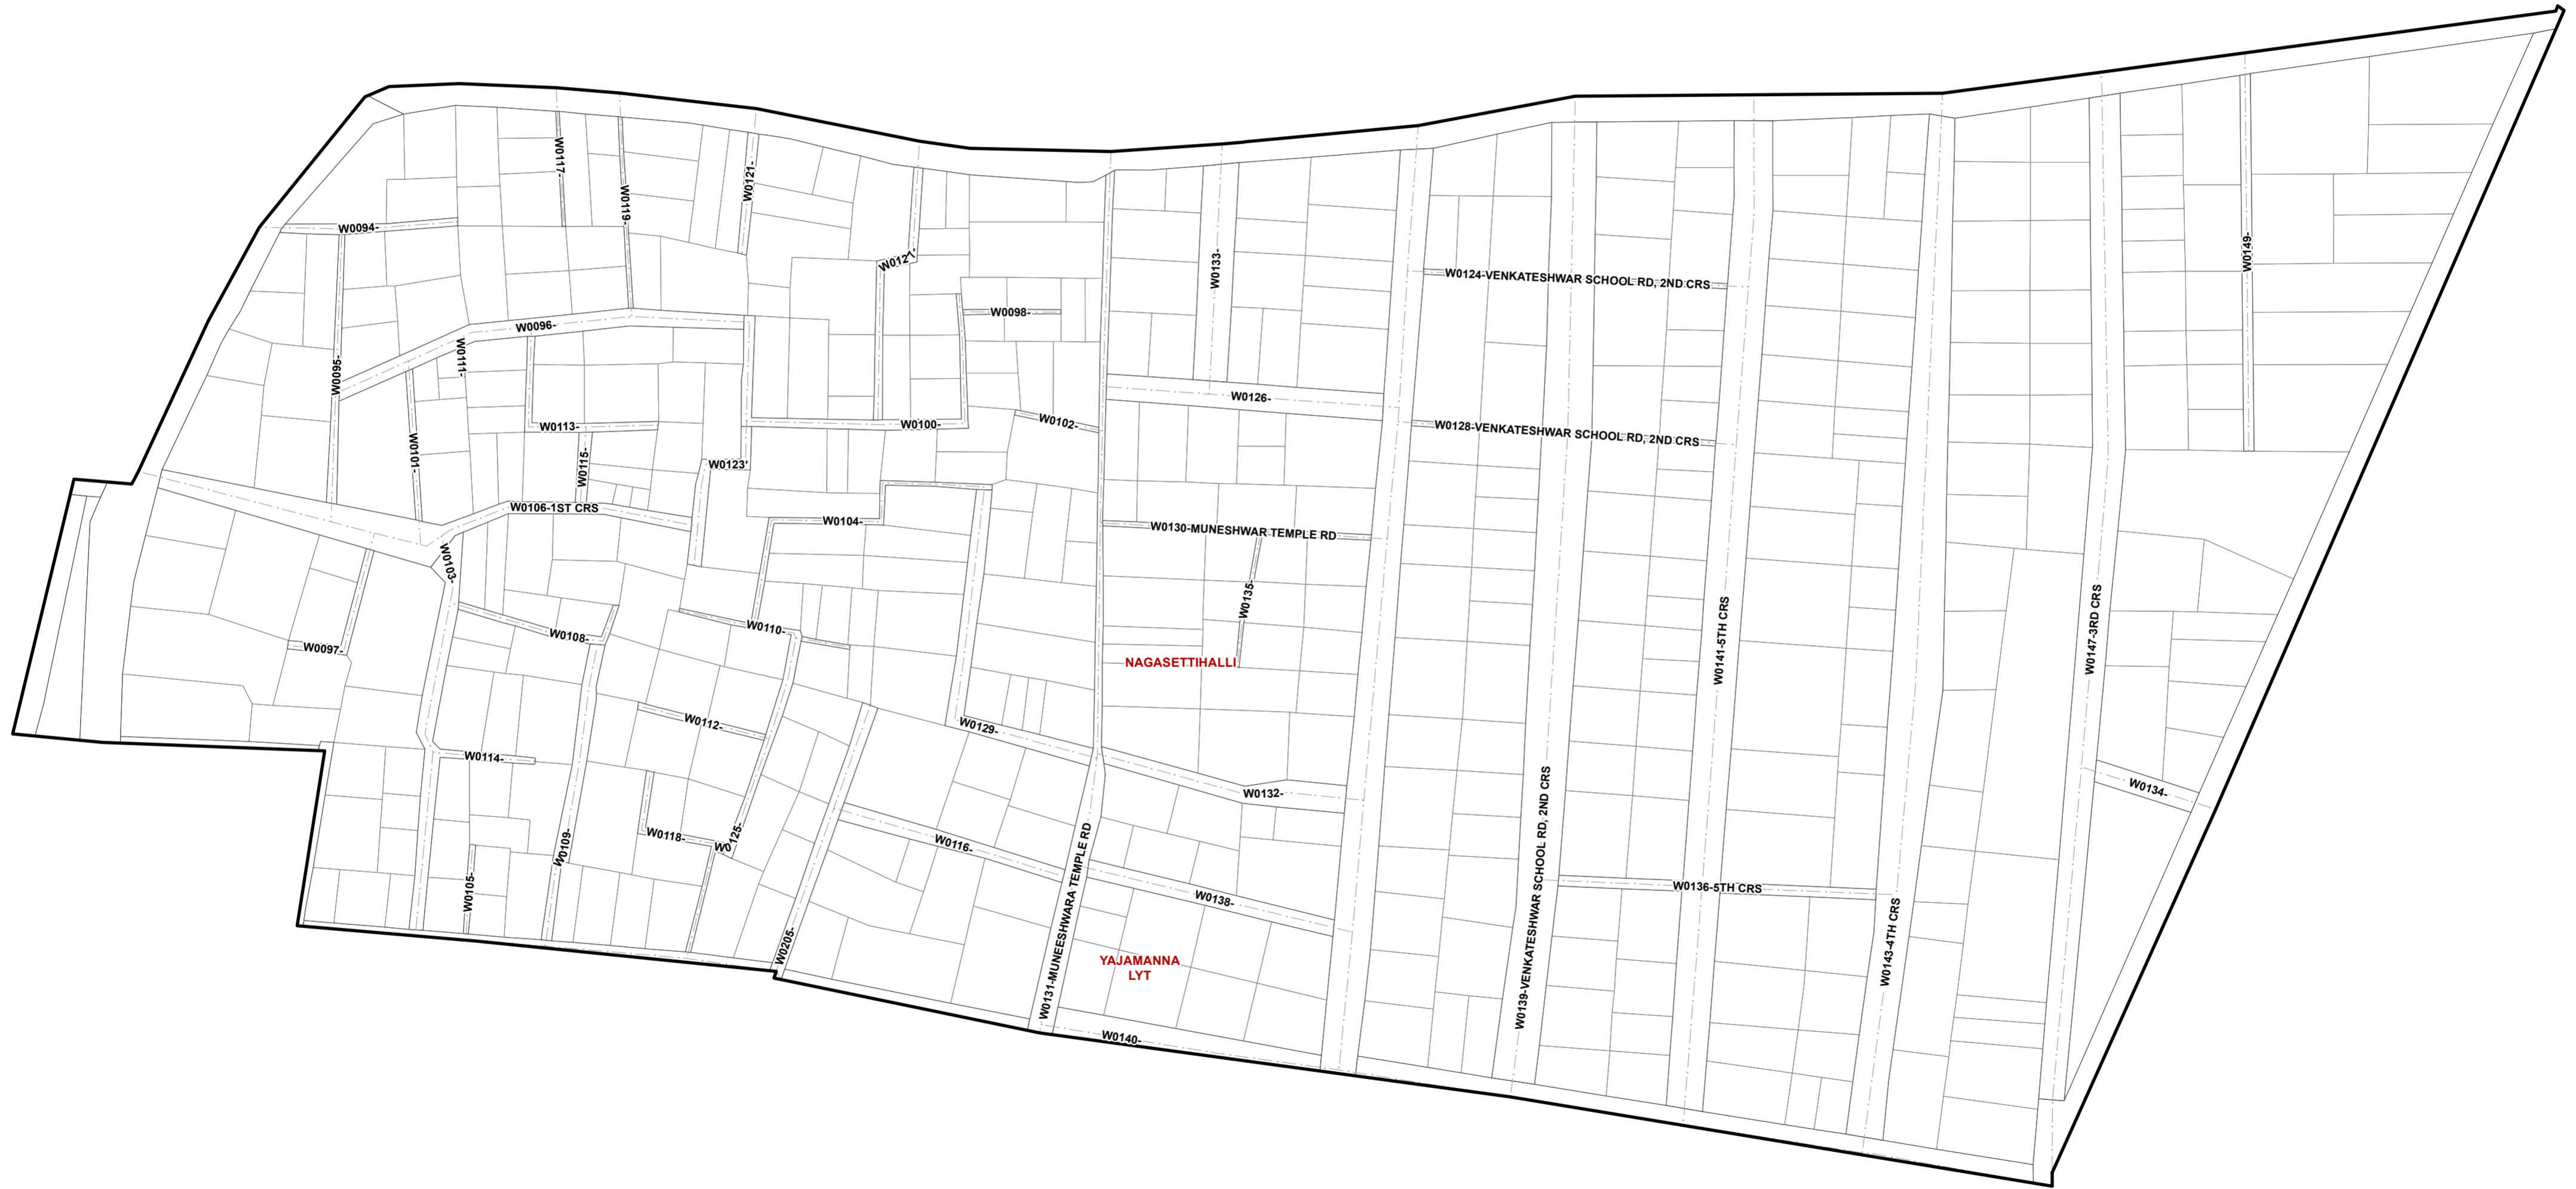 W0117-
W0121-
W0119-
W0094-
W0127-
W0133-
W0149-
W0124-VENKATESHWAR SCHOOL RD, 2ND CRS
W0098-
W0096-
W0111-
W0095-
W0126-
W0102-
W0100-
W0113-
W0128-VENKATESHWAR SCHOOL RD, 2ND CRS
W0101-
W0115-
W0123-
W0106-1ST CRS
W0104-
W0130-MUNESHWAR TEMPLE RD
W0103-
W0135-
W0110-
W0108-
W0097-
W0141-5TH CRS
W0147-3RD CRS
NAGASETTIHALLI
W0112-
W0129-
W0114-
W0132-
W0134-
W0118-
W0125-
W0109-
W0116-
W0105-
W0138-
W0136-5TH CRS
W0131-MUNEESHWARA TEMPLE RD
W0139-VENKATESHWAR SCHOOL RD, 2ND CRS
W0143-4TH CRS
W0205-
YAJAMANNA
LYT
W0140-